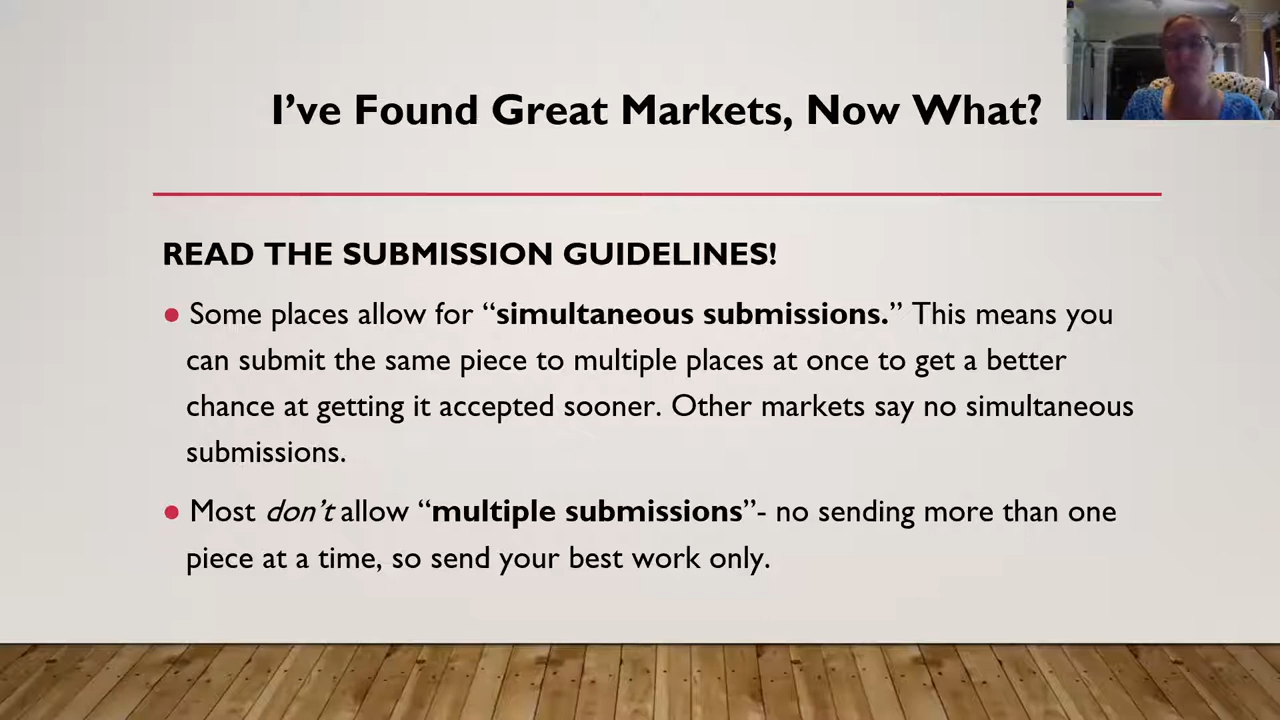 I’ve Found Great Markets, Now What?
READ THE SUBMISSION GUIDELINES!
● Some places allow for “simultaneous submissions.” This means you
can submit the same piece to multiple places at once to get a better
chance at getting it accepted sooner. Other markets say no simultaneous
submissions.
● Most don’t allow “multiple submissions”- no sending more than one
piece at a time, so send your best work only.